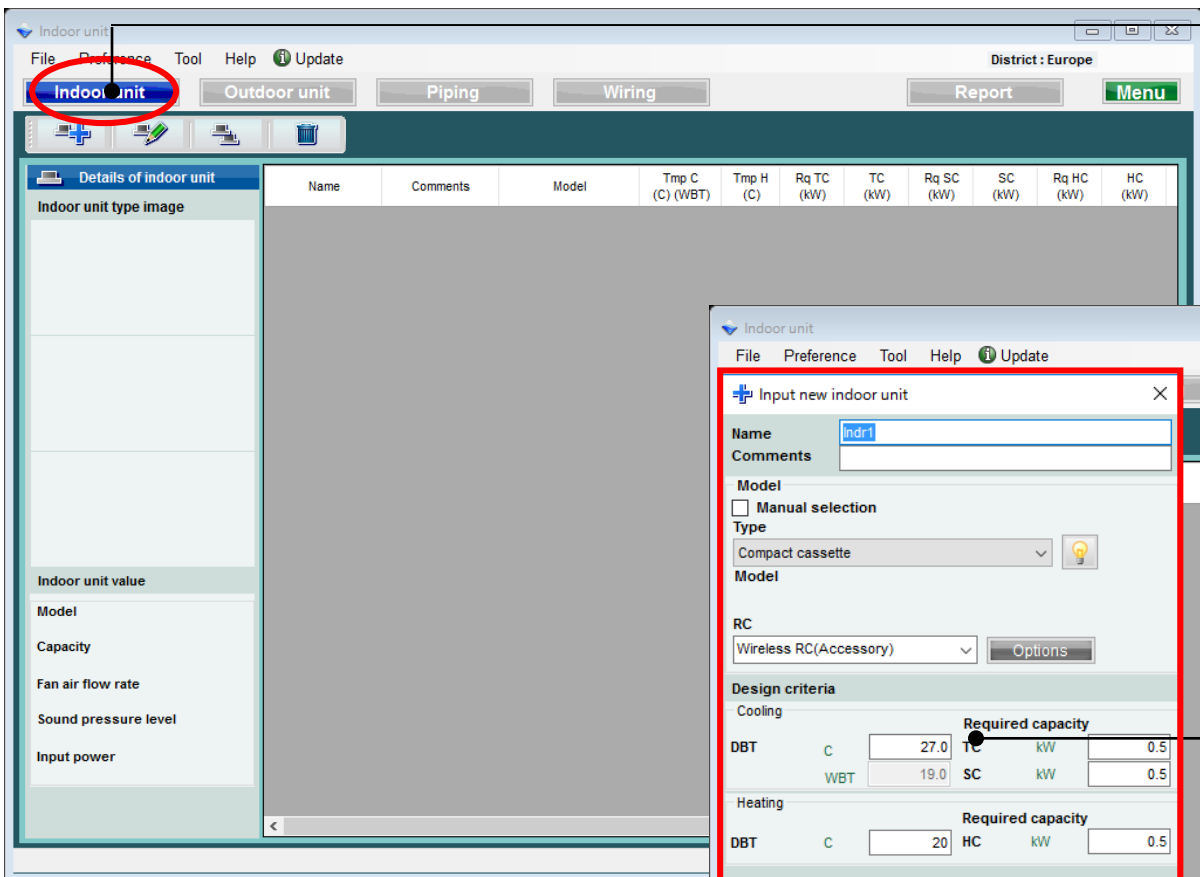 Indoor unit
File Preference Tool Help Update District : Europe
Indoor unit Outdoor unit Piping Wiring Report Menu
Details of indoor unit
Name Comments Model Tmp C (C) (WBT) Tmp H (C) Rq TC (kW) TC (kW) Rq SC (kW) SC (kW) Rq HC (kW) HC (kW)
Indoor unit type image
Indoor unit value
Model
Capacity
Fan air flow rate
Sound pressure level
Input power
Indoor unit
File Preference Tool Help Update
Input new indoor unit
Name Indr1
Comments
Model
Manual selection
Type
Compact cassette
Model
RC
Wireless RC(Accessory) Options
Design criteria
Cooling
Required capacity
DBT C 27.0 TC kW 0.5
WBT 19.0 SC kW 0.5
Heating
Required capacity
DBT C 20 HC kW 0.5